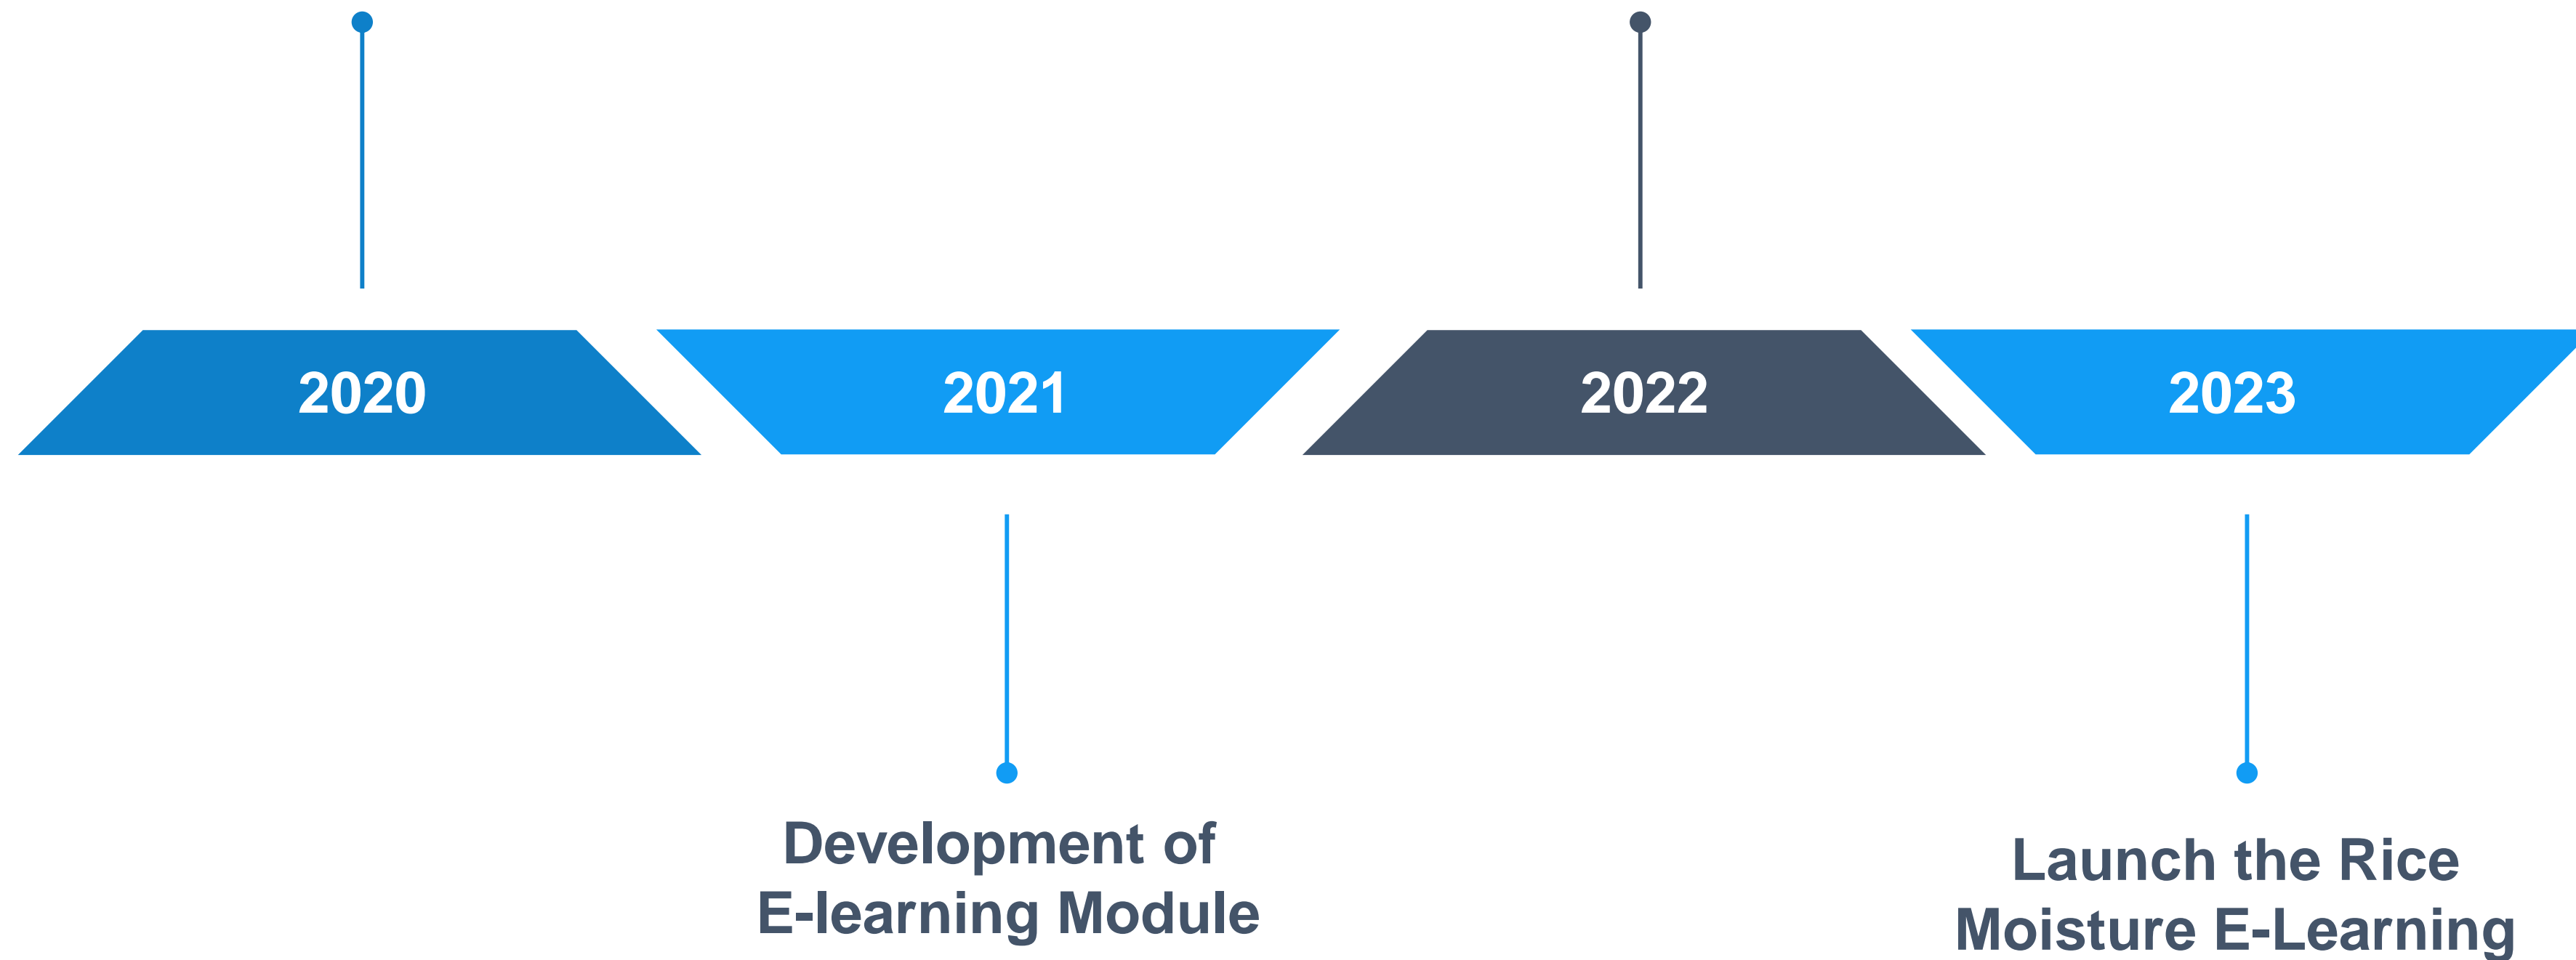 2020
2021
2022
2023
Development of
E-learning Module
Launch the Rice
Moisture E-Learning